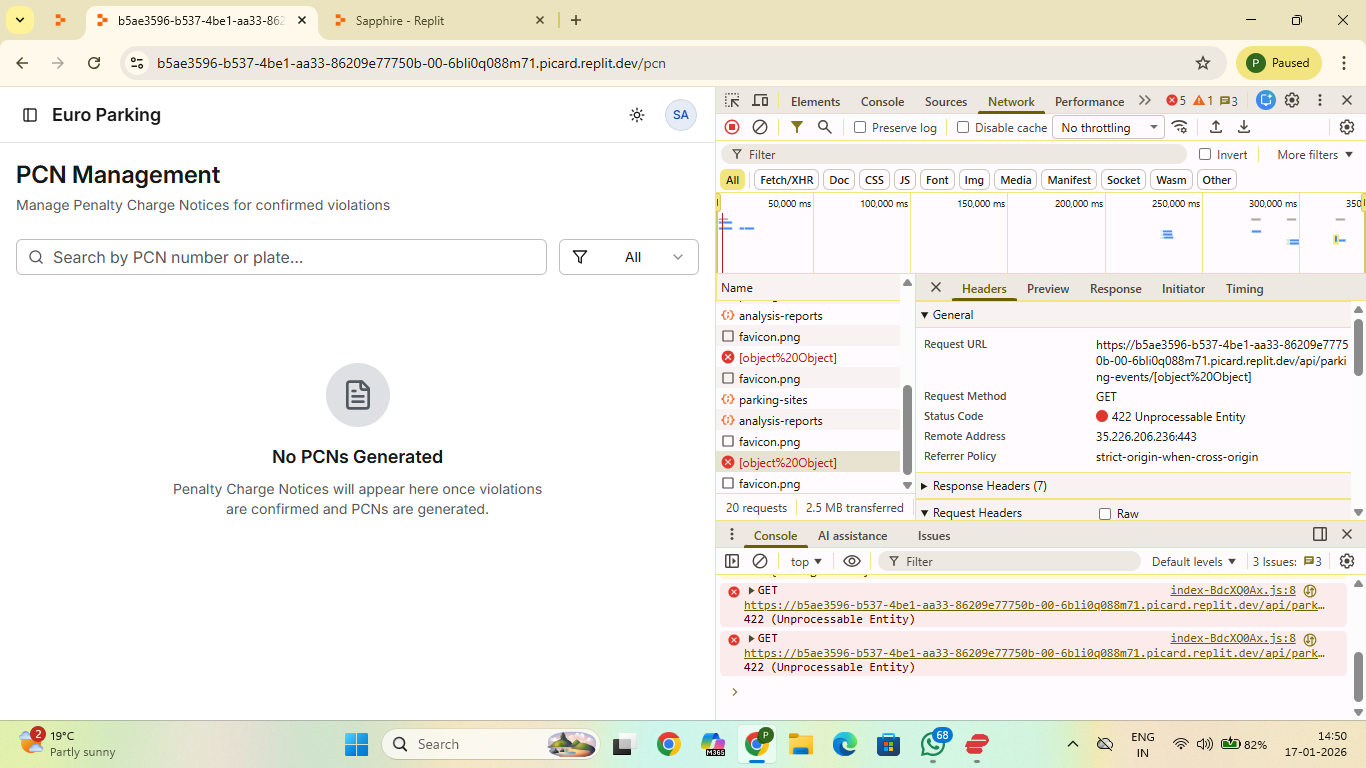 b5ae3596-b537-4be1-aa33-862
Sapphire - Replit
b5ae3596-b537-4be1-aa33-86209e77750b-00-6bli0q088m71.picard.replit.dev/pcn
P
Paused
Euro Parking
SA
PCN Management
Manage Penalty Charge Notices for confirmed violations
Search by PCN number or plate...
All
No PCNs Generated
Penalty Charge Notices will appear here once violations
are confirmed and PCNs are generated.
Elements
Console
Sources
Network
Performance
5
1
3
Preserve log
Disable cache
No throttling
Filter
Invert
More filters
All
Fetch/XHR
Doc
CSS
JS
Font
Img
Media
Manifest
Socket
Wasm
Other
50,000 ms
100,000 ms
150,000 ms
200,000 ms
250,000 ms
300,000 ms
350
Name
analysis-reports
favicon.png
[object%20Object]
favicon.png
parking-sites
analysis-reports
favicon.png
[object%20Object]
favicon.png
20 requests
2.5 MB transferred
Headers
Preview
Response
Initiator
Timing
General
Request URL
https://b5ae3596-b537-4be1-aa33-86209e7775
0b-00-6bli0q088m71.picard.replit.dev/api/parki
ng-events/[object%20Object]
Request Method
GET
Status Code
422 Unprocessable Entity
Remote Address
35.226.206.236:443
Referrer Policy
strict-origin-when-cross-origin
Response Headers (7)
Request Headers
Raw
Console
AI assistance
Issues
top
Filter
Default levels
3 Issues:
3
GET
index-BdcXQ0Ax.js:8
https://b5ae3596-b537-4be1-aa33-86209e77750b-00-6bli0q088m71.picard.replit.dev/api/park…
422 (Unprocessable Entity)
GET
index-BdcXQ0Ax.js:8
https://b5ae3596-b537-4be1-aa33-86209e77750b-00-6bli0q088m71.picard.replit.dev/api/park…
422 (Unprocessable Entity)
2
19°C
Partly sunny
Search
M365
P
68
ENG
IN
82%
14:50
17-01-2026